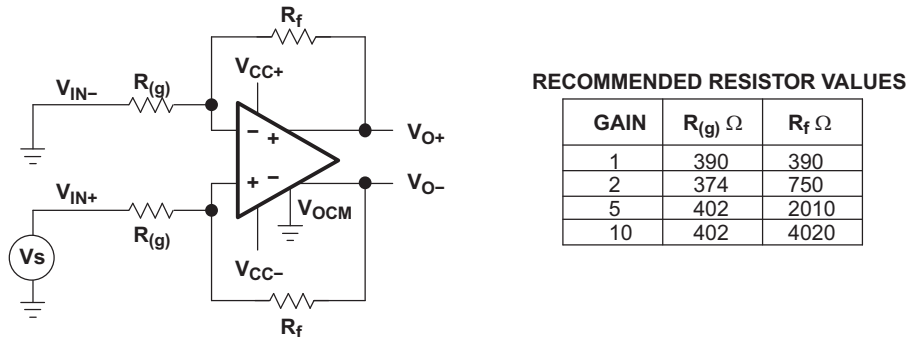 Rf
VCC+
VIN−
R(g)
− +
VO+
+ −
VO−
VOCM
VIN+
R(g)
Vs
VCC−
Rf
RECOMMENDED RESISTOR VALUES
GAIN R(g) Ω Rf Ω
1 390 390
2 374 750
5 402 2010
10 402 4020